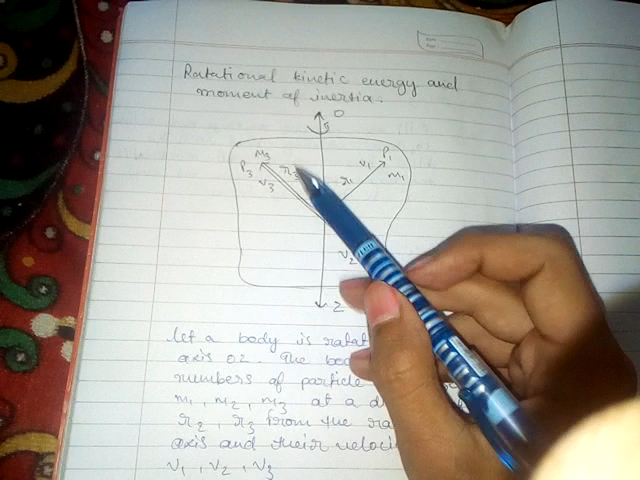 Rotational kinetic energy and
moment of inertia.
O
M3
P3
r3
v3
P1
v1
r1
m1
v2
Z
Let a body is rotat
axis OZ. The bod
numbers of particle
m1, m2, m3 at a d
r2, r3 from the ro
axis and their veloci
v1, v2, v3